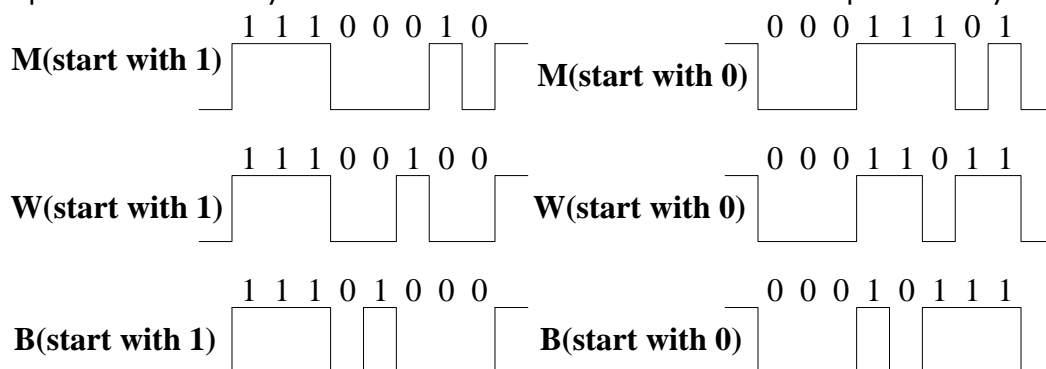 1 1 1 0 0 0 1 0
M(start with 1)
0 0 0 1 1 1 0 1
M(start with 0)
1 1 1 0 0 1 0 0
W(start with 1)
0 0 0 1 1 0 1 1
W(start with 0)
1 1 1 0 1 0 0 0
B(start with 1)
0 0 0 1 0 1 1 1
B(start with 0)